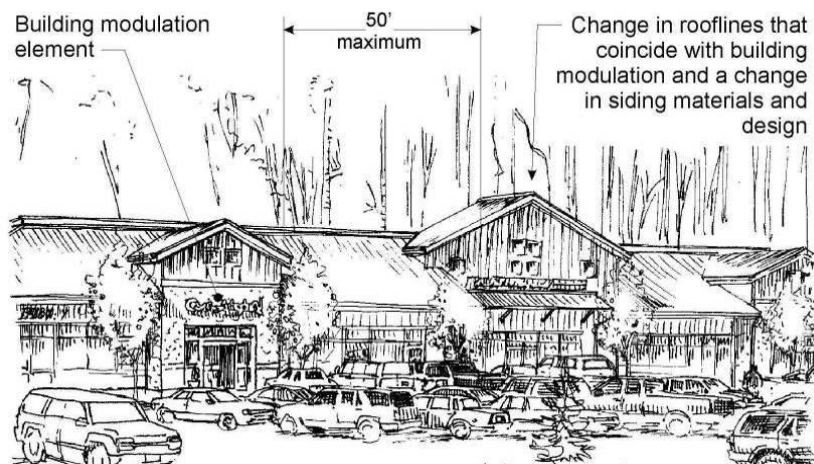 Building modulation
element
50’
maximum
Change in rooflines that
coincide with building
modulation and a change
in siding materials and
design